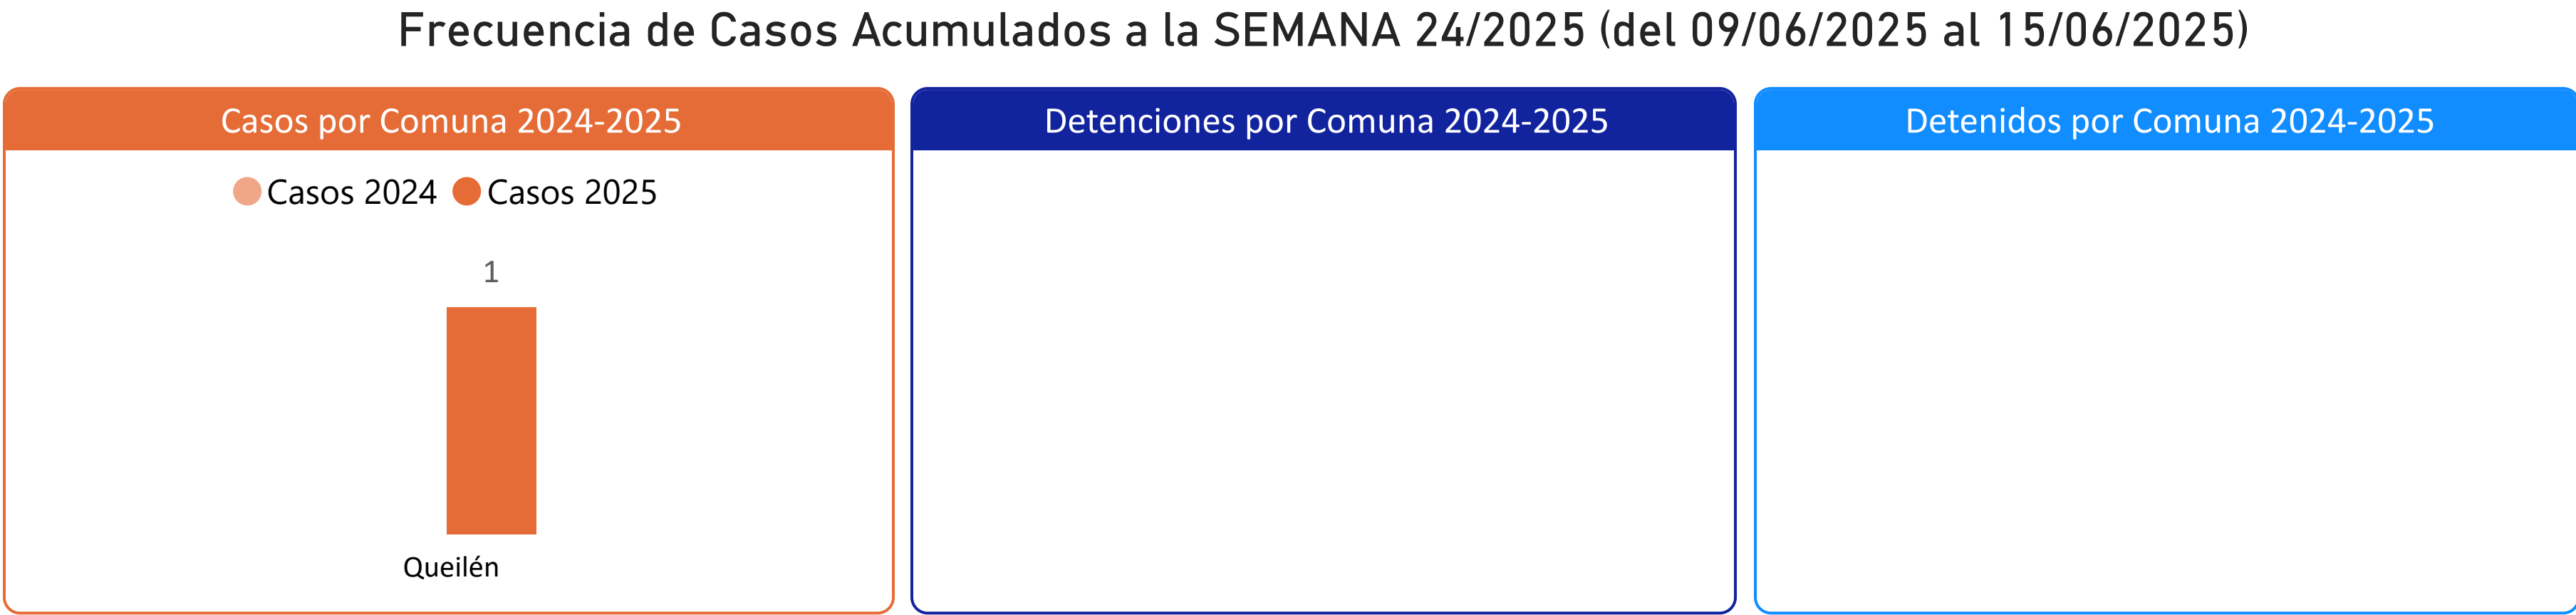 Frecuencia de Casos Acumulados a la SEMANA 24/2025 (del 09/06/2025 al 15/06/2025)
Casos por Comuna 2024-2025
Casos 2024 Casos 2025
1
Queilén
Detenciones por Comuna 2024-2025
Detenidos por Comuna 2024-2025